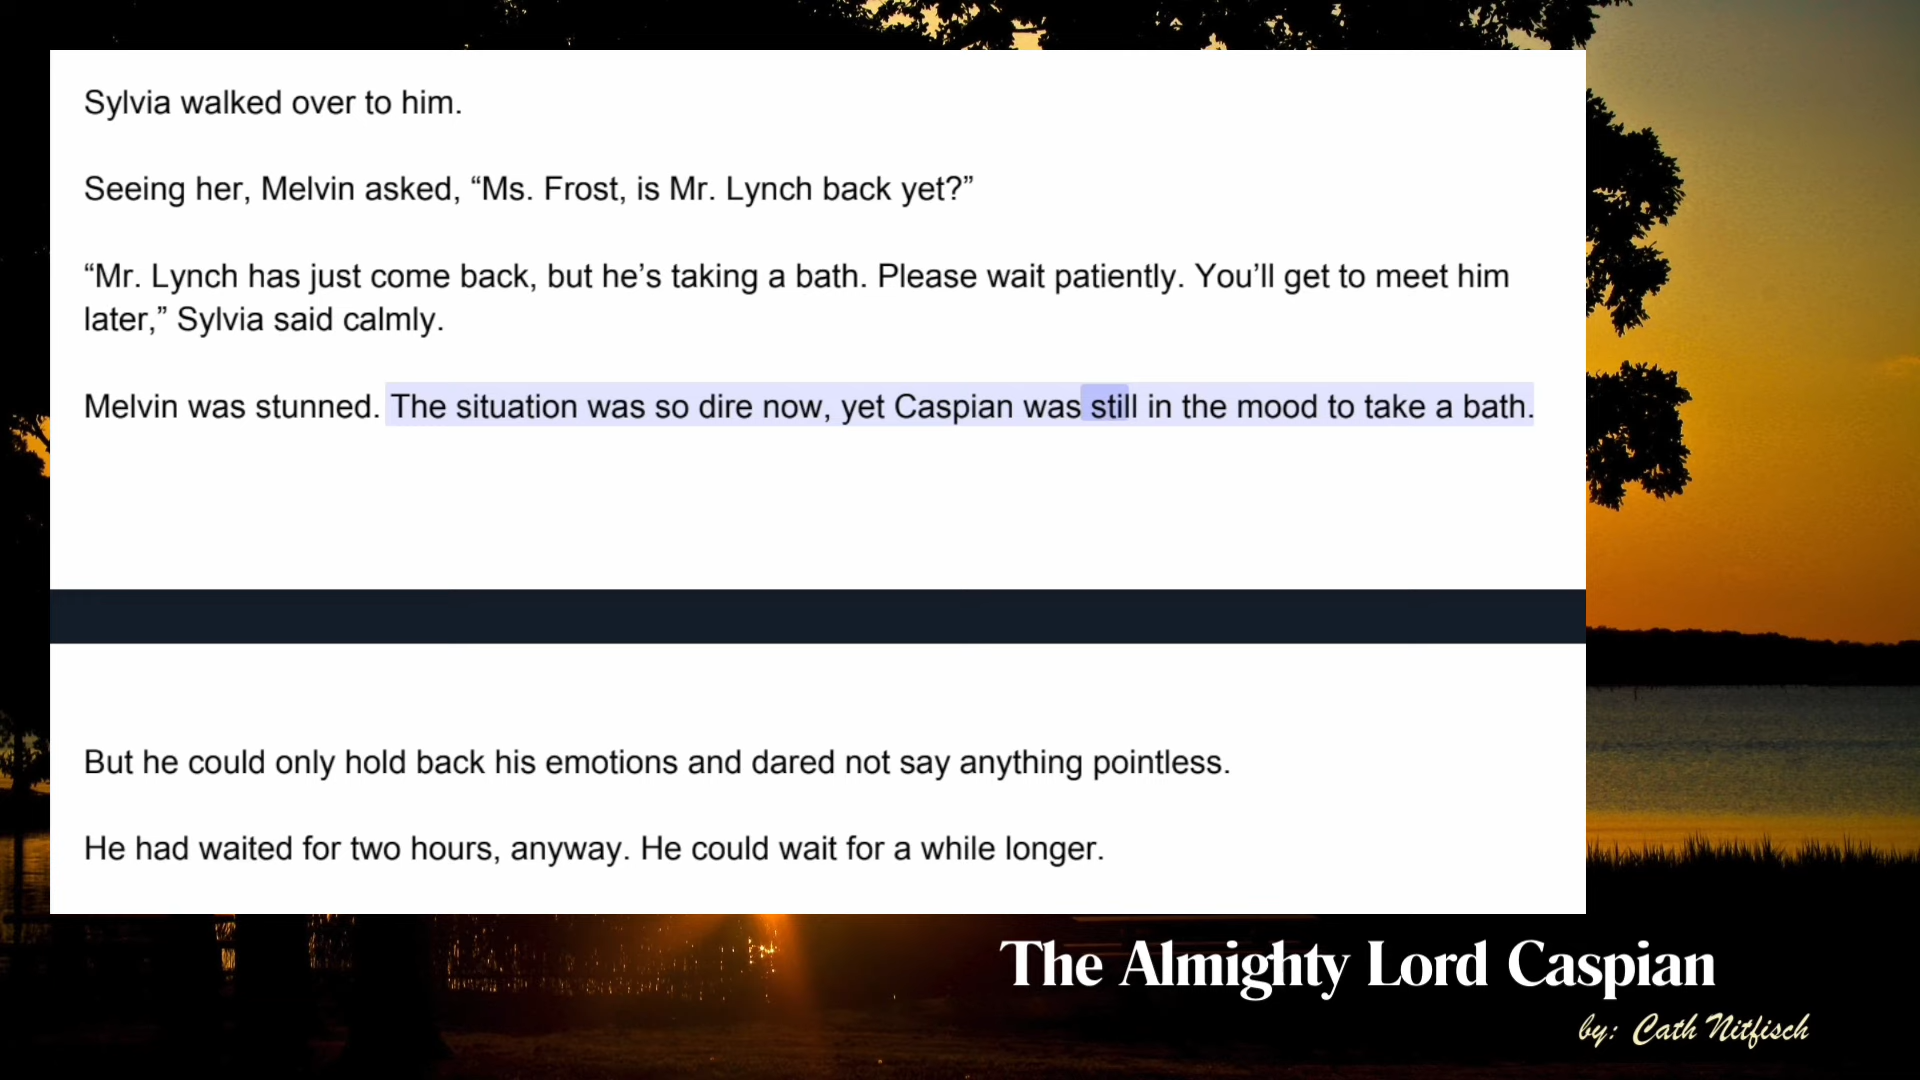 Sylvia walked over to him.
Seeing her, Melvin asked, “Ms. Frost, is Mr. Lynch back yet?”
“Mr. Lynch has just come back, but he’s taking a bath. Please wait patiently. You’ll get to meet him
later,” Sylvia said calmly.
Melvin was stunned. The situation was so dire now, yet Caspian was still in the mood to take a bath.
But he could only hold back his emotions and dared not say anything pointless.
He had waited for two hours, anyway. He could wait for a while longer.
The Almighty Lord Caspian
by: Cath Nitfisch